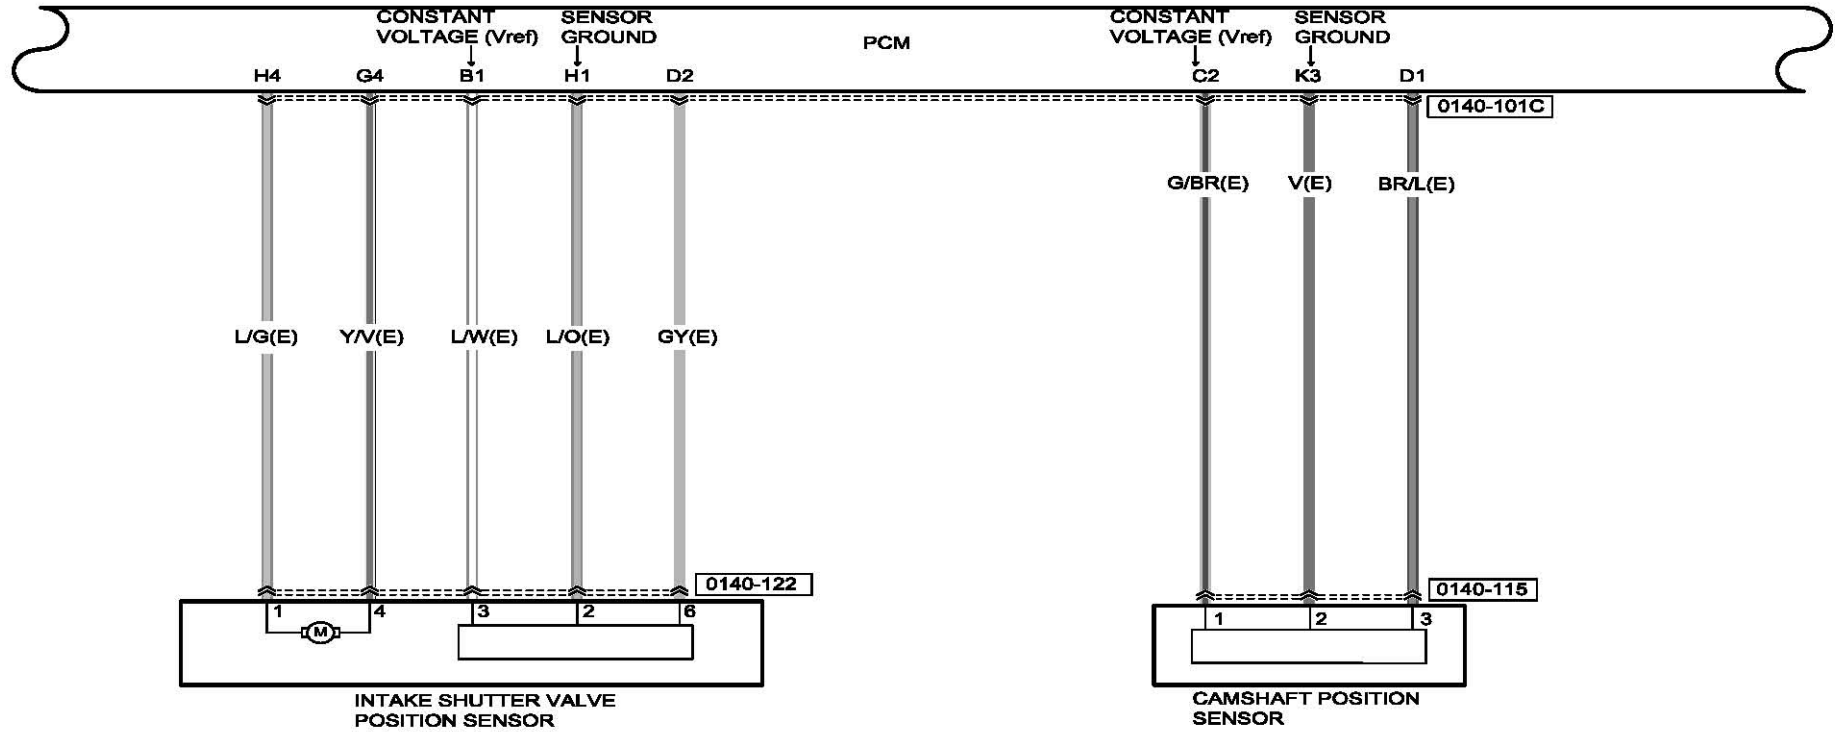 CONSTANT
VOLTAGE (Vref)
SENSOR
GROUND
PCM
CONSTANT
VOLTAGE (Vref)
SENSOR
GROUND
H4 G4 B1 H1 D2 C2 K3 D1
0140-101C
G/BR(E) V(E) BR/L(E)
L/G(E) Y/V(E) L/W(E) L/O(E) GY(E)
0140-122
0140-115
1 4 3 2 6
1 2 3
M
INTAKE SHUTTER VALVE
POSITION SENSOR
CAMSHAFT POSITION
SENSOR